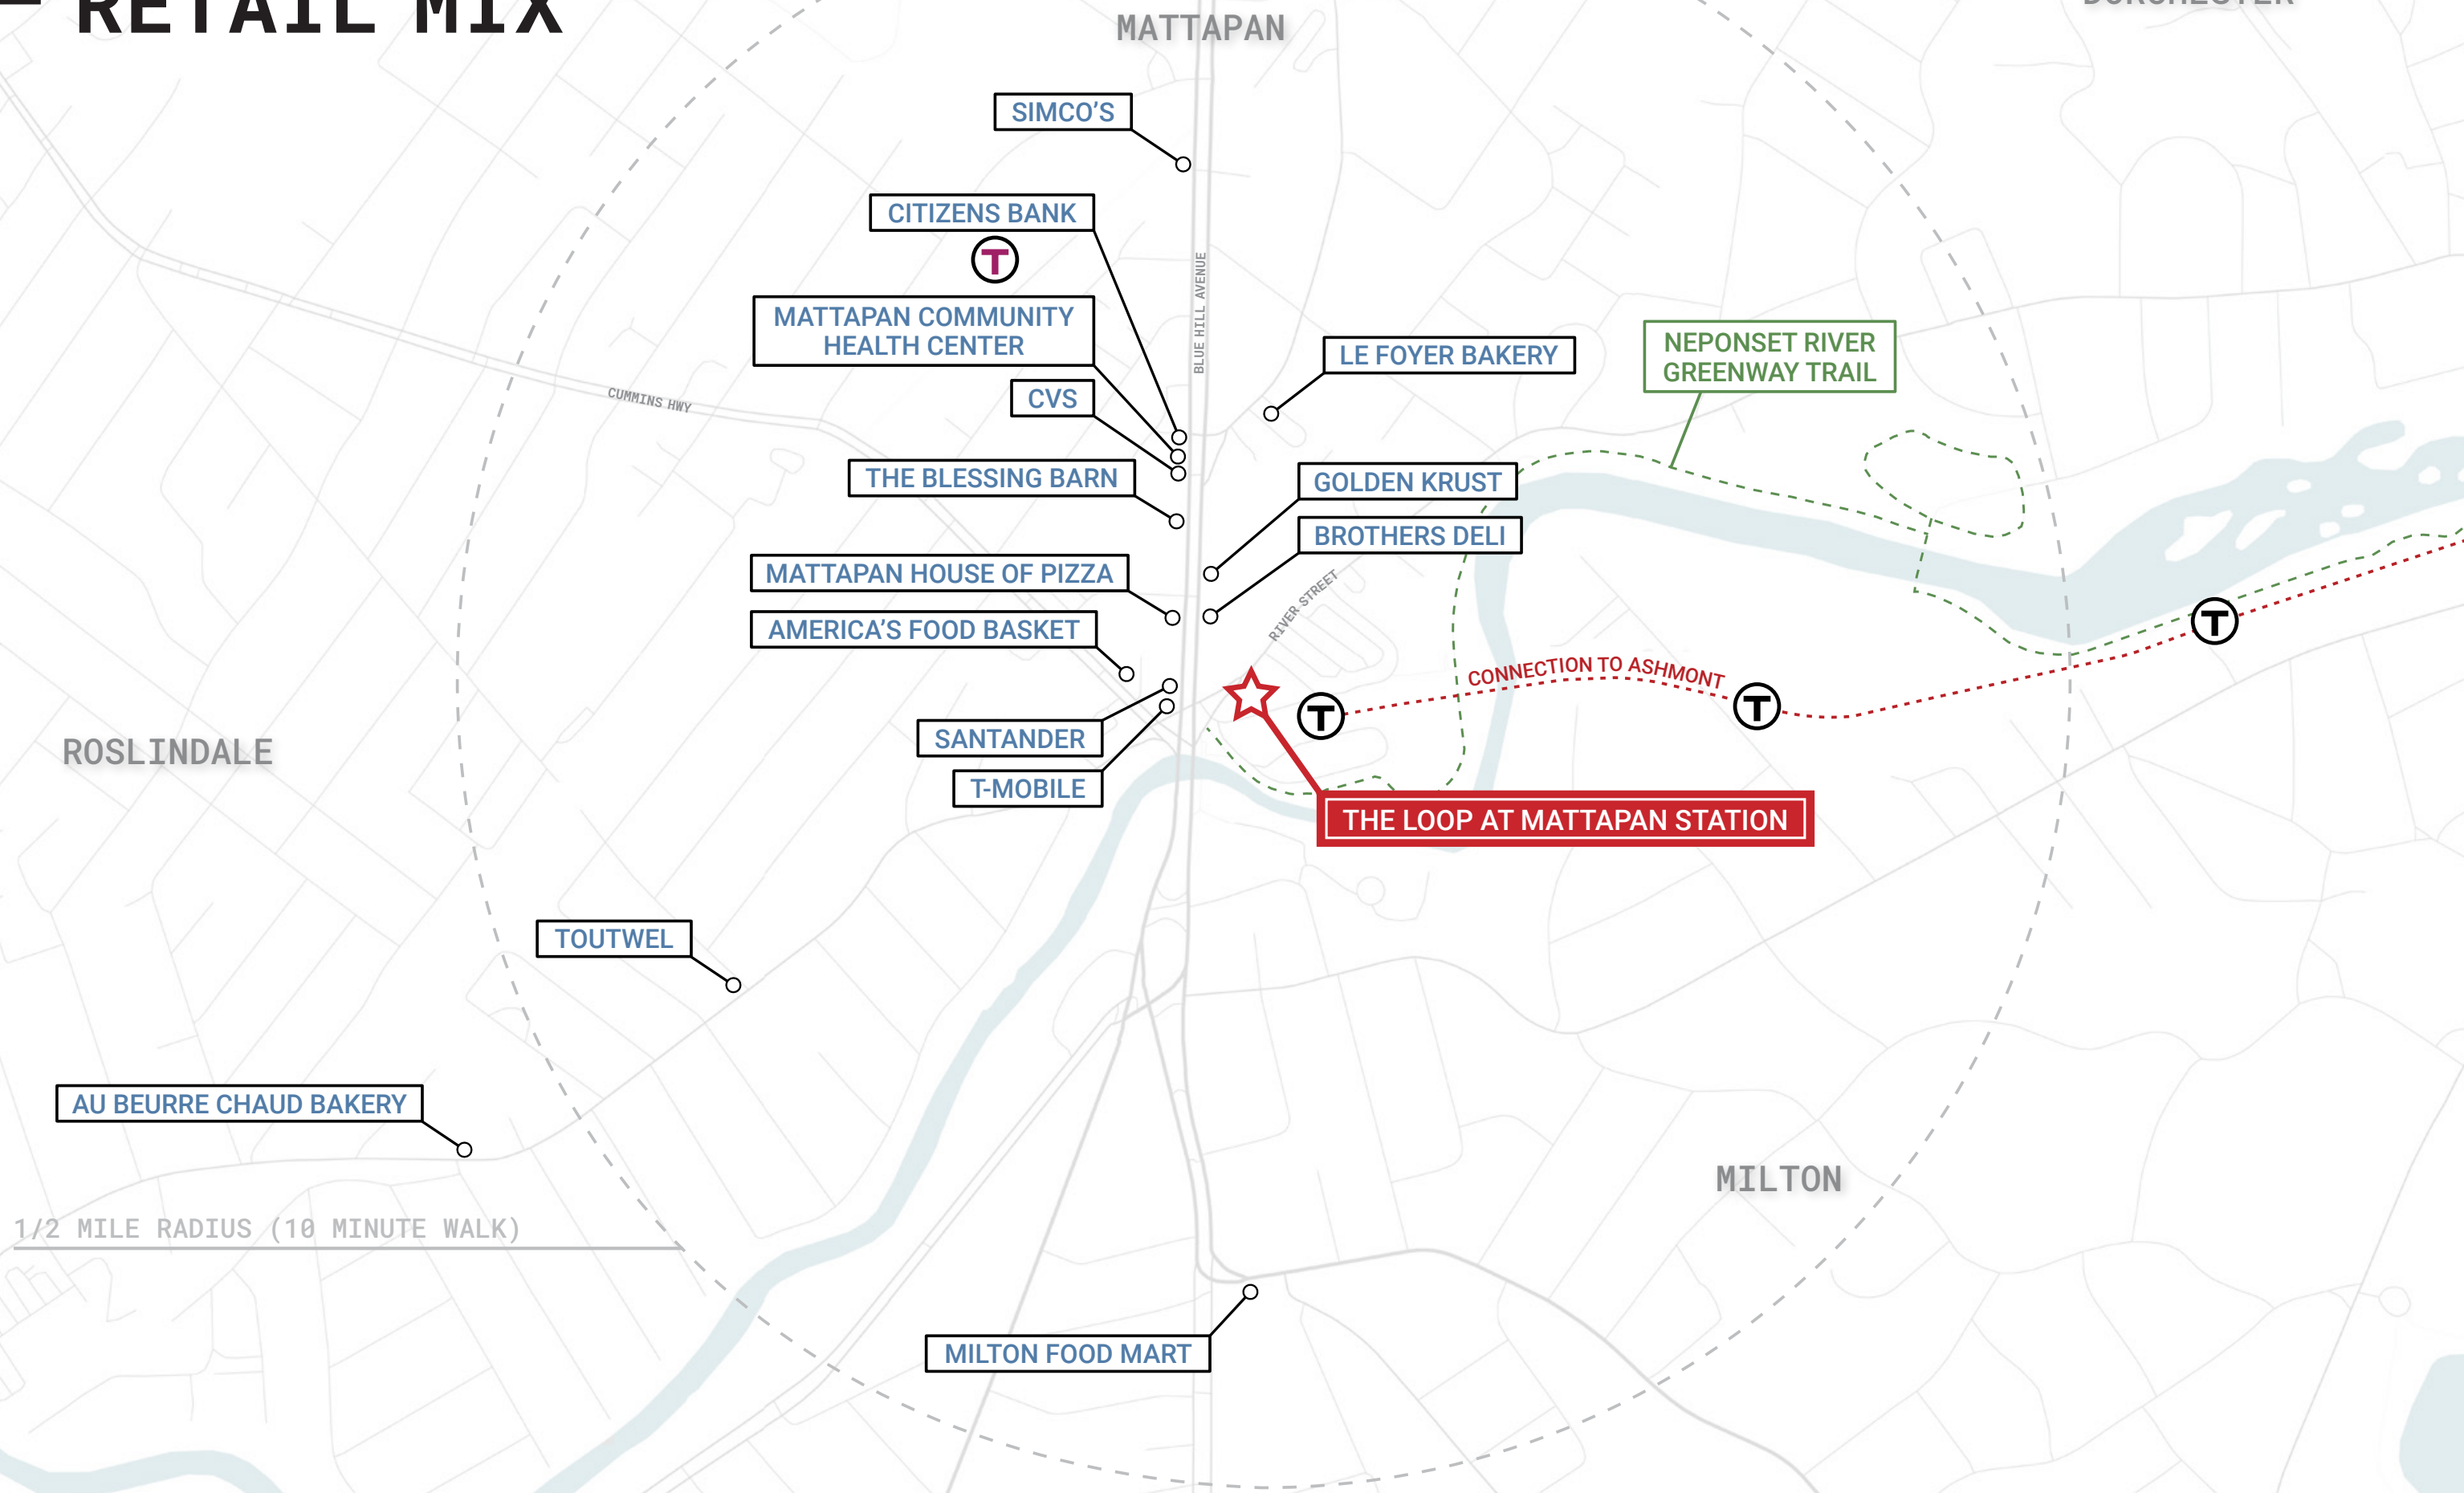 RETAIL MIX
MATTAPAN
DORCHESTER
SIMCO'S
CITIZENS BANK
T
MATTAPAN COMMUNITY
HEALTH CENTER
BLUE HILL AVENUE
LE FOYER BAKERY
NEPONSET RIVER
GREENWAY TRAIL
CVS
CUMMINS HWY
THE BLESSING BARN
GOLDEN KRUST
BROTHERS DELI
MATTAPAN HOUSE OF PIZZA
RIVER STREET
AMERICA'S FOOD BASKET
T
CONNECTION TO ASHMONT
T
T
SANTANDER
ROSLINDALE
T-MOBILE
THE LOOP AT MATTAPAN STATION
TOUTWEL
AU BEURRE CHAUD BAKERY
MILTON
1/2 MILE RADIUS (10 MINUTE WALK)
MILTON FOOD MART